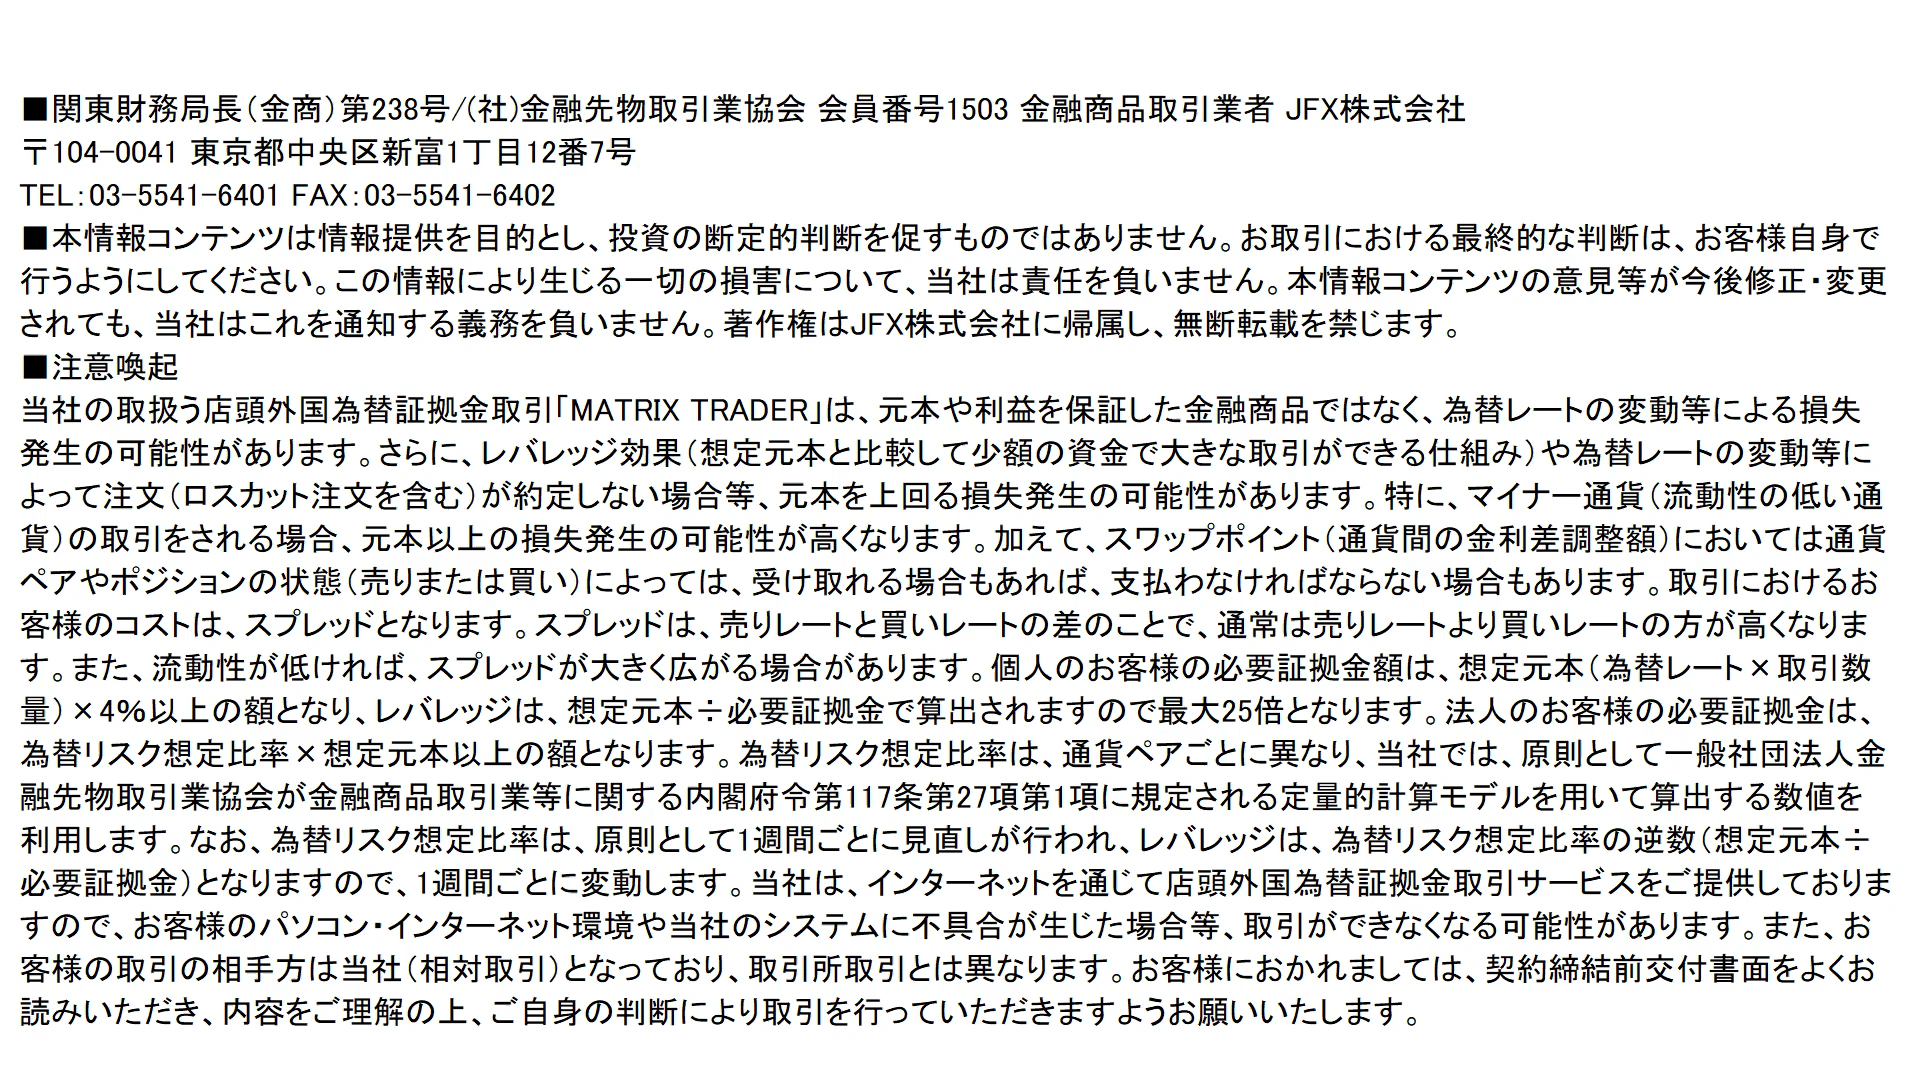 ■関東財務局長（金商）第238号/(社)金融先物取引業協会 会員番号1503 金融商品取引業者 JFX株式会社
〒104-0041 東京都中央区新富1丁目12番7号
TEL：03-5541-6401 FAX：03-5541-6402
■本情報コンテンツは情報提供を目的とし、投資の断定的判断を促すものではありません。お取引における最終的な判断は、お客様自身で
行うようにしてください。この情報により生じる一切の損害について、当社は責任を負いません。本情報コンテンツの意見等が今後修正・変更
されても、当社はこれを通知する義務を負いません。著作権はJFX株式会社に帰属し、無断転載を禁じます。
■注意喚起
当社の取扱う店頭外国為替証拠金取引「MATRIX TRADER」は、元本や利益を保証した金融商品ではなく、為替レートの変動等による損失
発生の可能性があります。さらに、レバレッジ効果（想定元本と比較して少額の資金で大きな取引ができる仕組み）や為替レートの変動等に
よって注文（ロスカット注文を含む）が約定しない場合等、元本を上回る損失発生の可能性があります。特に、マイナー通貨（流動性の低い通
貨）の取引をされる場合、元本以上の損失発生の可能性が高くなります。加えて、スワップポイント（通貨間の金利差調整額）においては通貨
ペアやポジションの状態（売りまたは買い）によっては、受け取れる場合もあれば、支払わなければならない場合もあります。取引におけるお
客様のコストは、スプレッドとなります。スプレッドは、売りレートと買いレートの差のことで、通常は売りレートより買いレートの方が高くなりま
す。また、流動性が低ければ、スプレッドが大きく広がる場合があります。個人のお客様の必要証拠金額は、想定元本（為替レート×取引数
量）×4％以上の額となり、レバレッジは、想定元本÷必要証拠金で算出されますので最大25倍となります。法人のお客様の必要証拠金は、
為替リスク想定比率×想定元本以上の額となります。為替リスク想定比率は、通貨ペアごとに異なり、当社では、原則として一般社団法人金
融先物取引業協会が金融商品取引業等に関する内閣府令第117条第27項第1項に規定される定量的計算モデルを用いて算出する数値を
利用します。なお、為替リスク想定比率は、原則として1週間ごとに見直しが行われ、レバレッジは、為替リスク想定比率の逆数（想定元本÷
必要証拠金）となりますので、1週間ごとに変動します。当社は、インターネットを通じて店頭外国為替証拠金取引サービスをご提供しておりま
すので、お客様のパソコン・インターネット環境や当社のシステムに不具合が生じた場合等、取引ができなくなる可能性があります。また、お
客様の取引の相手方は当社（相対取引）となっており、取引所取引とは異なります。お客様におかれましては、契約締結前交付書面をよくお
読みいただき、内容をご理解の上、ご自身の判断により取引を行っていただきますようお願いいたします。